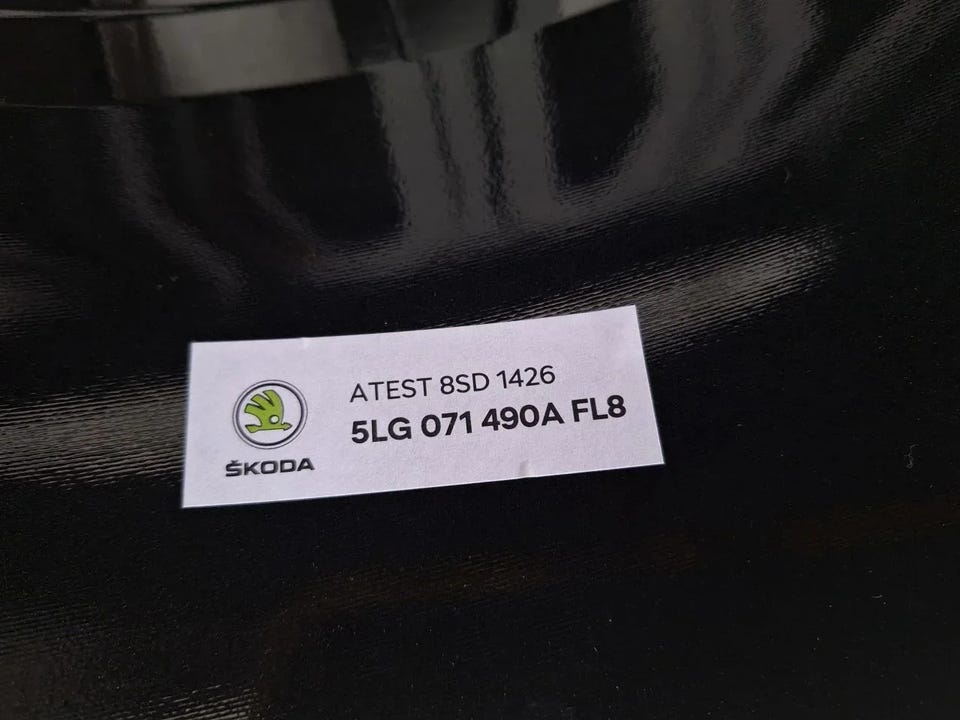 ATEST 8SD 1426
5LG 071 490A FL8
ŠKODA